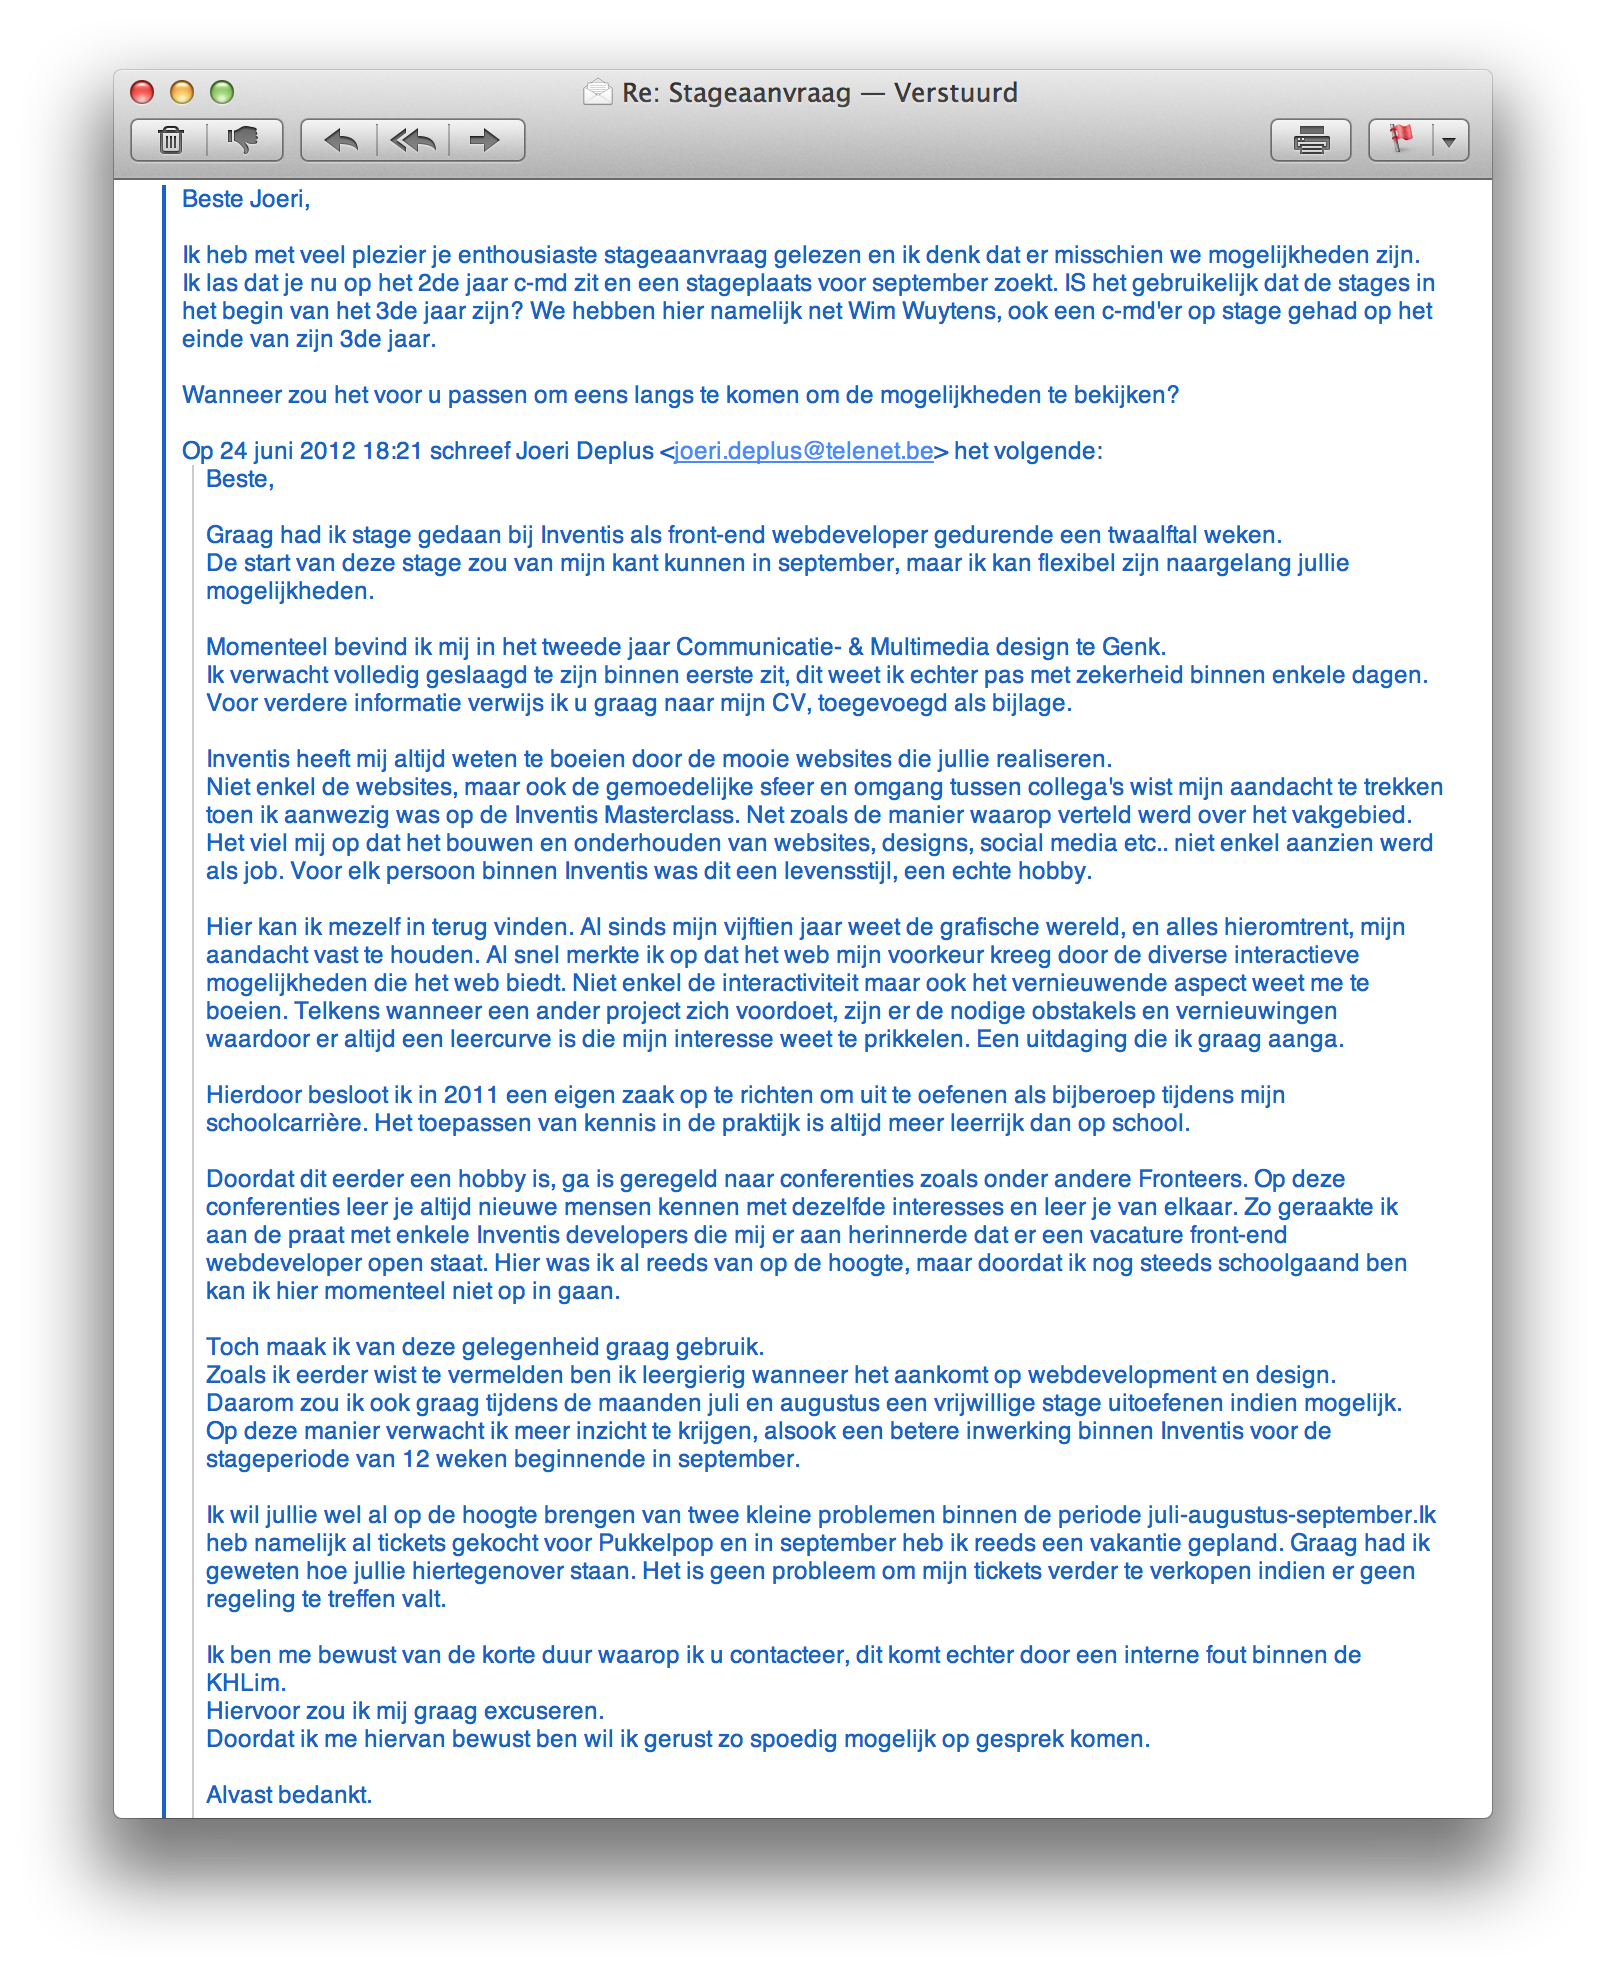 Re: Stageaanvraag — Verstuurd
Beste Joeri,
Ik heb met veel plezier je enthousiaste stageaanvraag gelezen en ik denk dat er misschien we mogelijkheden zijn.
Ik las dat je nu op het 2de jaar c-md zit en een stageplaats voor september zoekt. IS het gebruikelijk dat de stages in
het begin van het 3de jaar zijn? We hebben hier namelijk net Wim Wuytens, ook een c-md'er op stage gehad op het
einde van zijn 3de jaar.
Wanneer zou het voor u passen om eens langs te komen om de mogelijkheden te bekijken?
Op 24 juni 2012 18:21 schreef Joeri Deplus <joeri.deplus@telenet.be> het volgende:
Beste,
Graag had ik stage gedaan bij Inventis als front-end webdeveloper gedurende een twaalftal weken.
De start van deze stage zou van mijn kant kunnen in september, maar ik kan flexibel zijn naargelang jullie
mogelijkheden.
Momenteel bevind ik mij in het tweede jaar Communicatie- & Multimedia design te Genk.
Ik verwacht volledig geslaagd te zijn binnen eerste zit, dit weet ik echter pas met zekerheid binnen enkele dagen.
Voor verdere informatie verwijs ik u graag naar mijn CV, toegevoegd als bijlage.
Inventis heeft mij altijd weten te boeien door de mooie websites die jullie realiseren.
Niet enkel de websites, maar ook de gemoedelijke sfeer en omgang tussen collega's wist mijn aandacht te trekken
toen ik aanwezig was op de Inventis Masterclass. Net zoals de manier waarop verteld werd over het vakgebied.
Het viel mij op dat het bouwen en onderhouden van websites, designs, social media etc.. niet enkel aanzien werd
als job. Voor elk persoon binnen Inventis was dit een levensstijl, een echte hobby.
Hier kan ik mezelf in terug vinden. Al sinds mijn vijftien jaar weet de grafische wereld, en alles hieromtrent, mijn
aandacht vast te houden. Al snel merkte ik op dat het web mijn voorkeur kreeg door de diverse interactieve
mogelijkheden die het web biedt. Niet enkel de interactiviteit maar ook het vernieuwende aspect weet me te
boeien. Telkens wanneer een ander project zich voordoet, zijn er de nodige obstakels en vernieuwingen
waardoor er altijd een leercurve is die mijn interesse weet te prikkelen. Een uitdaging die ik graag aanga.
Hierdoor besloot ik in 2011 een eigen zaak op te richten om uit te oefenen als bijberoep tijdens mijn
schoolcarrière. Het toepassen van kennis in de praktijk is altijd meer leerrijk dan op school.
Doordat dit eerder een hobby is, ga is geregeld naar conferenties zoals onder andere Fronteers. Op deze
conferenties leer je altijd nieuwe mensen kennen met dezelfde interesses en leer je van elkaar. Zo geraakte ik
aan de praat met enkele Inventis developers die mij er aan herinnerde dat er een vacature front-end
webdeveloper open staat. Hier was ik al reeds van op de hoogte, maar doordat ik nog steeds schoolgaand ben
kan ik hier momenteel niet op in gaan.
Toch maak ik van deze gelegenheid graag gebruik.
Zoals ik eerder wist te vermelden ben ik leergierig wanneer het aankomt op webdevelopment en design.
Daarom zou ik ook graag tijdens de maanden juli en augustus een vrijwillige stage uitoefenen indien mogelijk.
Op deze manier verwacht ik meer inzicht te krijgen, alsook een betere inwerking binnen Inventis voor de
stageperiode van 12 weken beginnende in september.
Ik wil jullie wel al op de hoogte brengen van twee kleine problemen binnen de periode juli-augustus-september.Ik
heb namelijk al tickets gekocht voor Pukkelpop en in september heb ik reeds een vakantie gepland. Graag had ik
geweten hoe jullie hiertegenover staan. Het is geen probleem om mijn tickets verder te verkopen indien er geen
regeling te treffen valt.
Ik ben me bewust van de korte duur waarop ik u contacteer, dit komt echter door een interne fout binnen de
KHLim.
Hiervoor zou ik mij graag excuseren.
Doordat ik me hiervan bewust ben wil ik gerust zo spoedig mogelijk op gesprek komen.
Alvast bedankt.